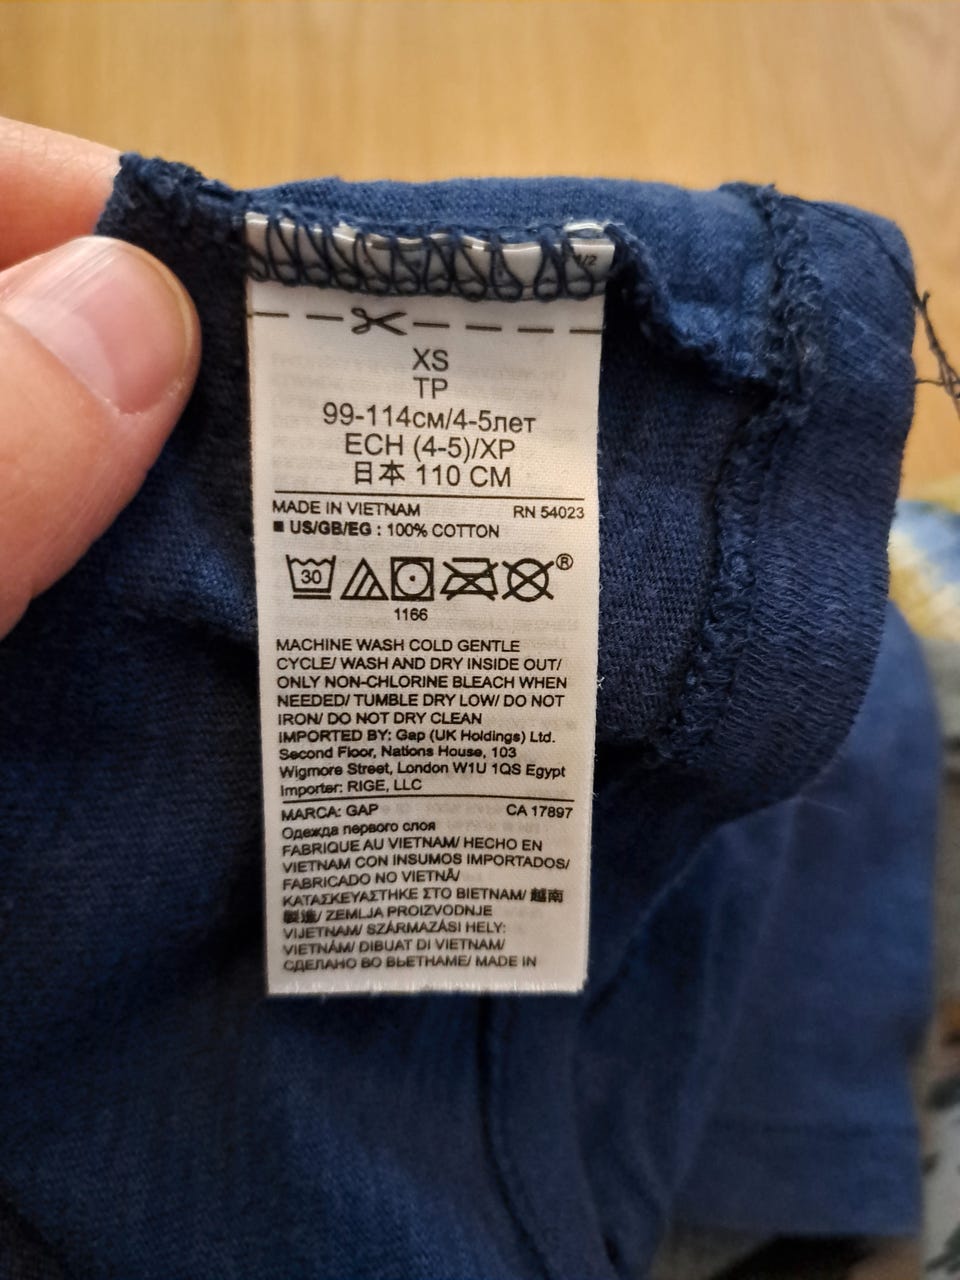 1/2
XS
TP
99-114см/4-5лет
ECH (4-5)/XP
日本 110 CM
MADE IN VIETNAM RN 54023
■ US/GB/EG : 100% COTTON
30
®
1166
MACHINE WASH COLD GENTLE
CYCLE/ WASH AND DRY INSIDE OUT/
ONLY NON-CHLORINE BLEACH WHEN
NEEDED/ TUMBLE DRY LOW/ DO NOT
IRON/ DO NOT DRY CLEAN
IMPORTED BY: Gap (UK Holdings) Ltd.
Second Floor, Nations House, 103
Wigmore Street, London W1U 1QS Egypt
Importer: RIGE, LLC
MARCA: GAP CA 17897
Одежда первого слоя
FABRIQUE AU VIETNAM/ HECHO EN
VIETNAM CON INSUMOS IMPORTADOS/
FABRICADO NO VIETNÃ/
ΚΑΤΑΣΚΕΥΑΣΤΗΚΕ ΣΤΟ ΒΙΕΤΝΑΜ/ 越南
製造/ ZEMLJA PROIZVODNJE
VIJETNAM/ SZÁRMAZÁSI HELY:
VIETNÁM/ DIBUAT DI VIETNAM/
СДЕЛАНО ВО ВЬЕТНАМЕ/ MADE IN